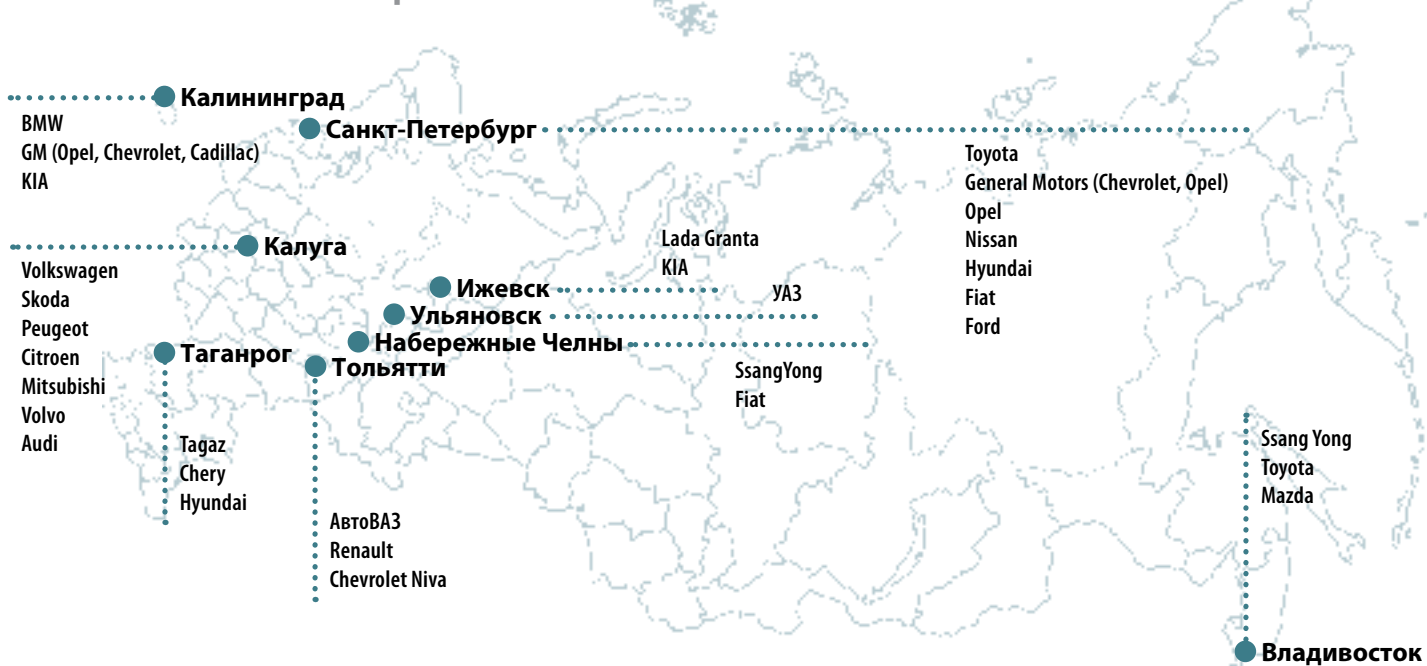 Калининград
BMW
GM (Opel, Chevrolet, Cadillac)
KIA
Санкт-Петербург
Toyota
General Motors (Chevrolet, Opel)
Opel
Nissan
Hyundai
Fiat
Ford
Калуга
Volkswagen
Skoda
Peugeot
Citroen
Mitsubishi
Volvo
Audi
Ижевск
Lada Granta
KIA
Ульяновск
УАЗ
Набережные Челны
SsangYong
Fiat
Таганрог
Tagaz
Chery
Hyundai
Тольятти
АвтоВАЗ
Renault
Chevrolet Niva
Ssang Yong
Toyota
Mazda
Владивосток